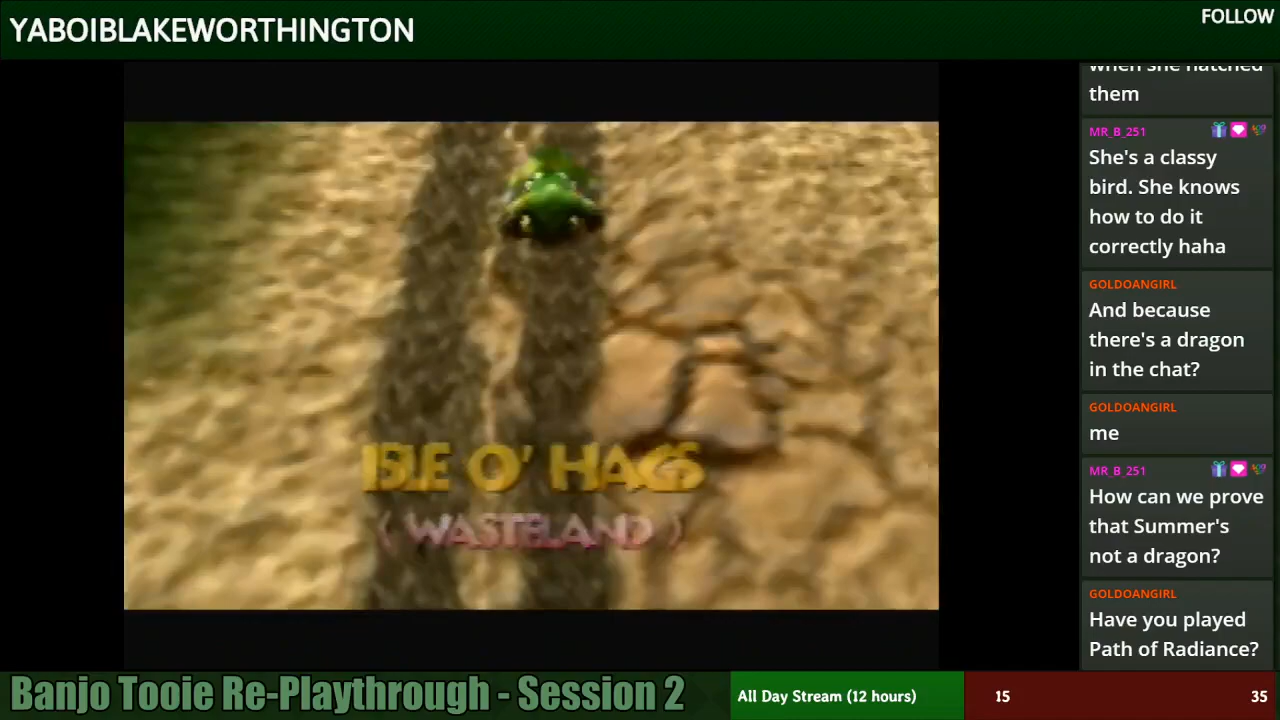 YABOIBLAKEWORTHINGTON
FOLLOW
when she hatched
them
MR_B_251
She's a classy
bird. She knows
how to do it
correctly haha
GOLDOANGIRL
And because
there's a dragon
in the chat?
GOLDOANGIRL
me
MR_B_251
How can we prove
that Summer's
not a dragon?
GOLDOANGIRL
Have you played
Path of Radiance?
ISLE O' HAGS
(WASTELAND)
Banjo Tooie Re-Playthrough - Session 2
All Day Stream (12 hours)
15
35